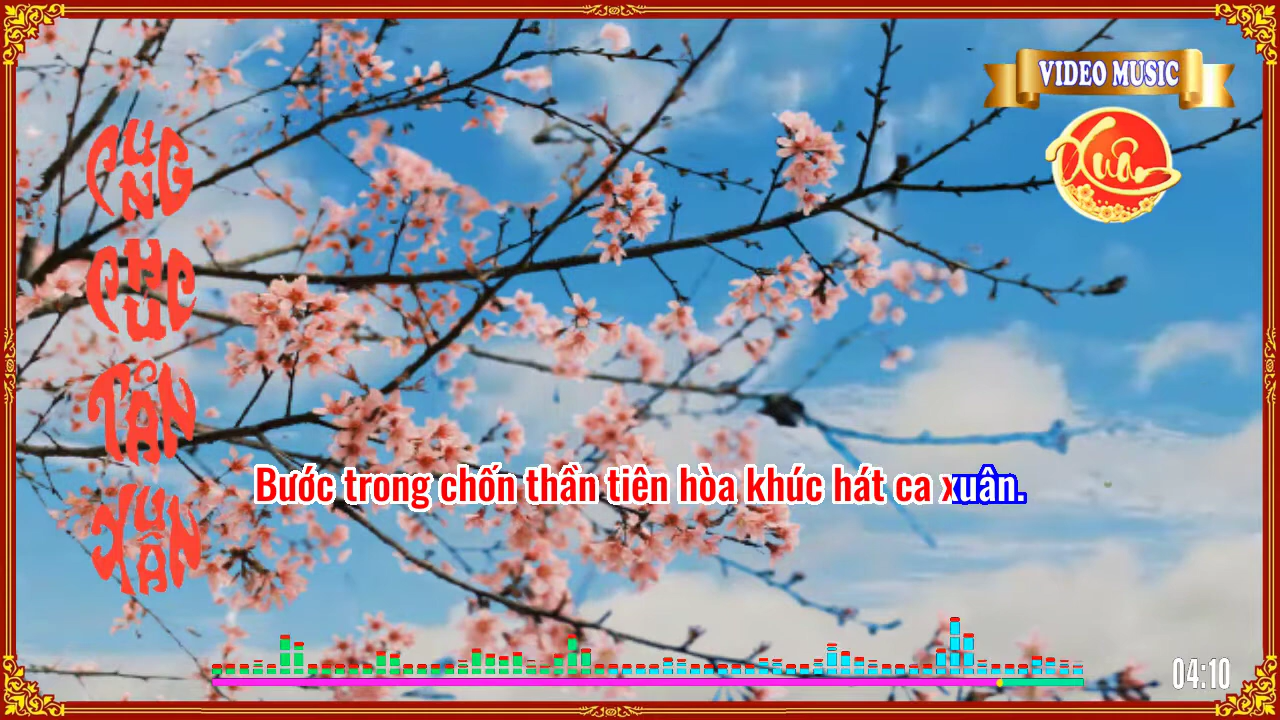 VIDEO MUSIC
Xuân
CUNG
CHÚC
TÂN
XUÂN
Bước trong chốn thần tiên hòa khúc hát ca xuân.
04:10